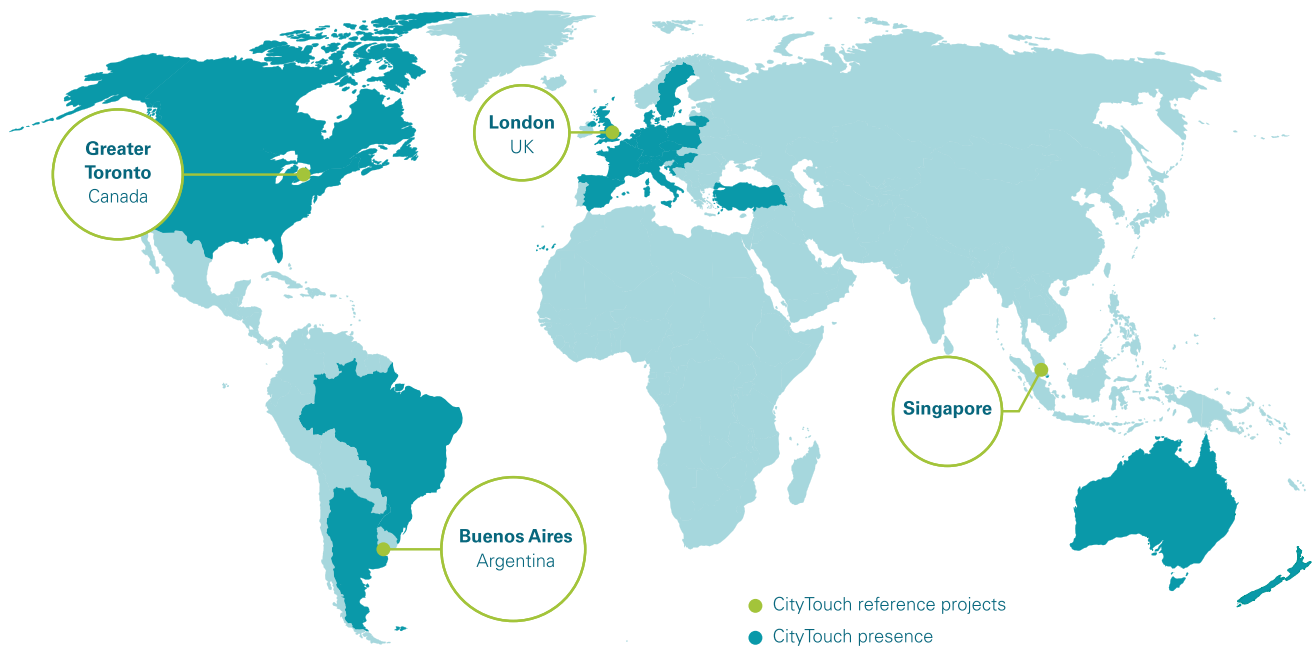 Greater
Toronto
Canada
London
UK
Singapore
Buenos Aires
Argentina
CityTouch reference projects
CityTouch presence